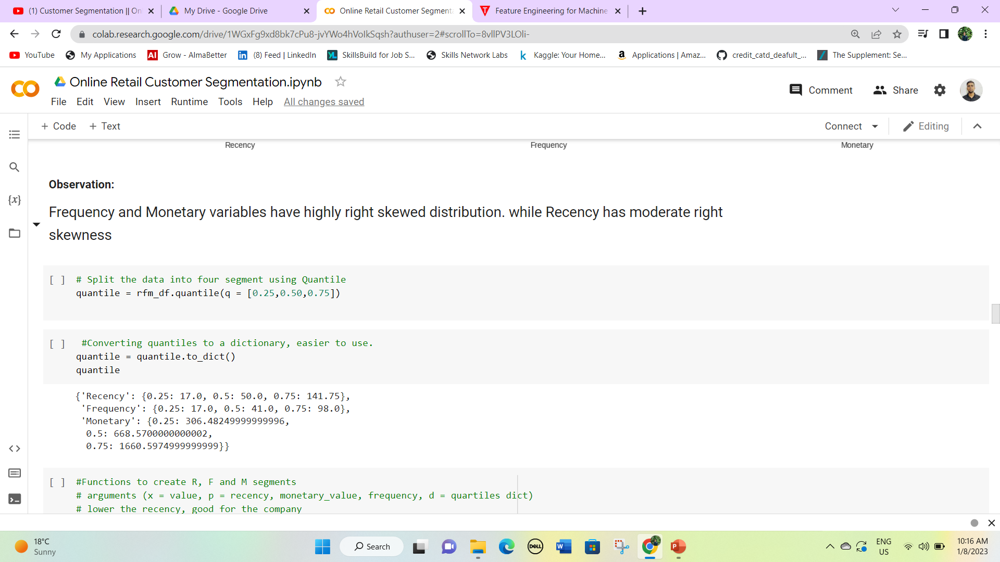 (1) Customer Segmentation || On
My Drive - Google Drive
Online Retail Customer Segmenta
Feature Engineering for Machine
colab.research.google.com/drive/1WGxFg9xd8bk7cPu8-jvYWo4hVoIkSqsh?authuser=2#scrollTo=8vllPV3LOli-
YouTube
My Applications
AI Grow - AlmaBetter
in (8) Feed | LinkedIn
SkillsBuild for Job S...
Skills Network Labs
k Kaggle: Your Home...
a Applications | Amaz...
credit_catd_deafult_...
The Supplement: Se...
Online Retail Customer Segmentation.ipynb
Comment
Share
File Edit View Insert Runtime Tools Help All changes saved
+ Code + Text
Connect
Editing
Recency
Frequency
Monetary
Observation:
Frequency and Monetary variables have highly right skewed distribution. while Recency has moderate right
skewness
[ ] # Split the data into four segment using Quantile
quantile = rfm_df.quantile(q = [0.25,0.50,0.75])
[ ] #Converting quantiles to a dictionary, easier to use.
quantile = quantile.to_dict()
quantile
{'Recency': {0.25: 17.0, 0.5: 50.0, 0.75: 141.75},
'Frequency': {0.25: 17.0, 0.5: 41.0, 0.75: 98.0},
'Monetary': {0.25: 306.48249999999996,
0.5: 668.5700000000002,
0.75: 1660.5974999999999}}
[ ] #Functions to create R, F and M segments
# arguments (x = value, p = recency, monetary_value, frequency, d = quartiles dict)
# lower the recency, good for the company
18°C
Sunny
Search
DELL
ENG
US
10:16 AM
1/8/2023